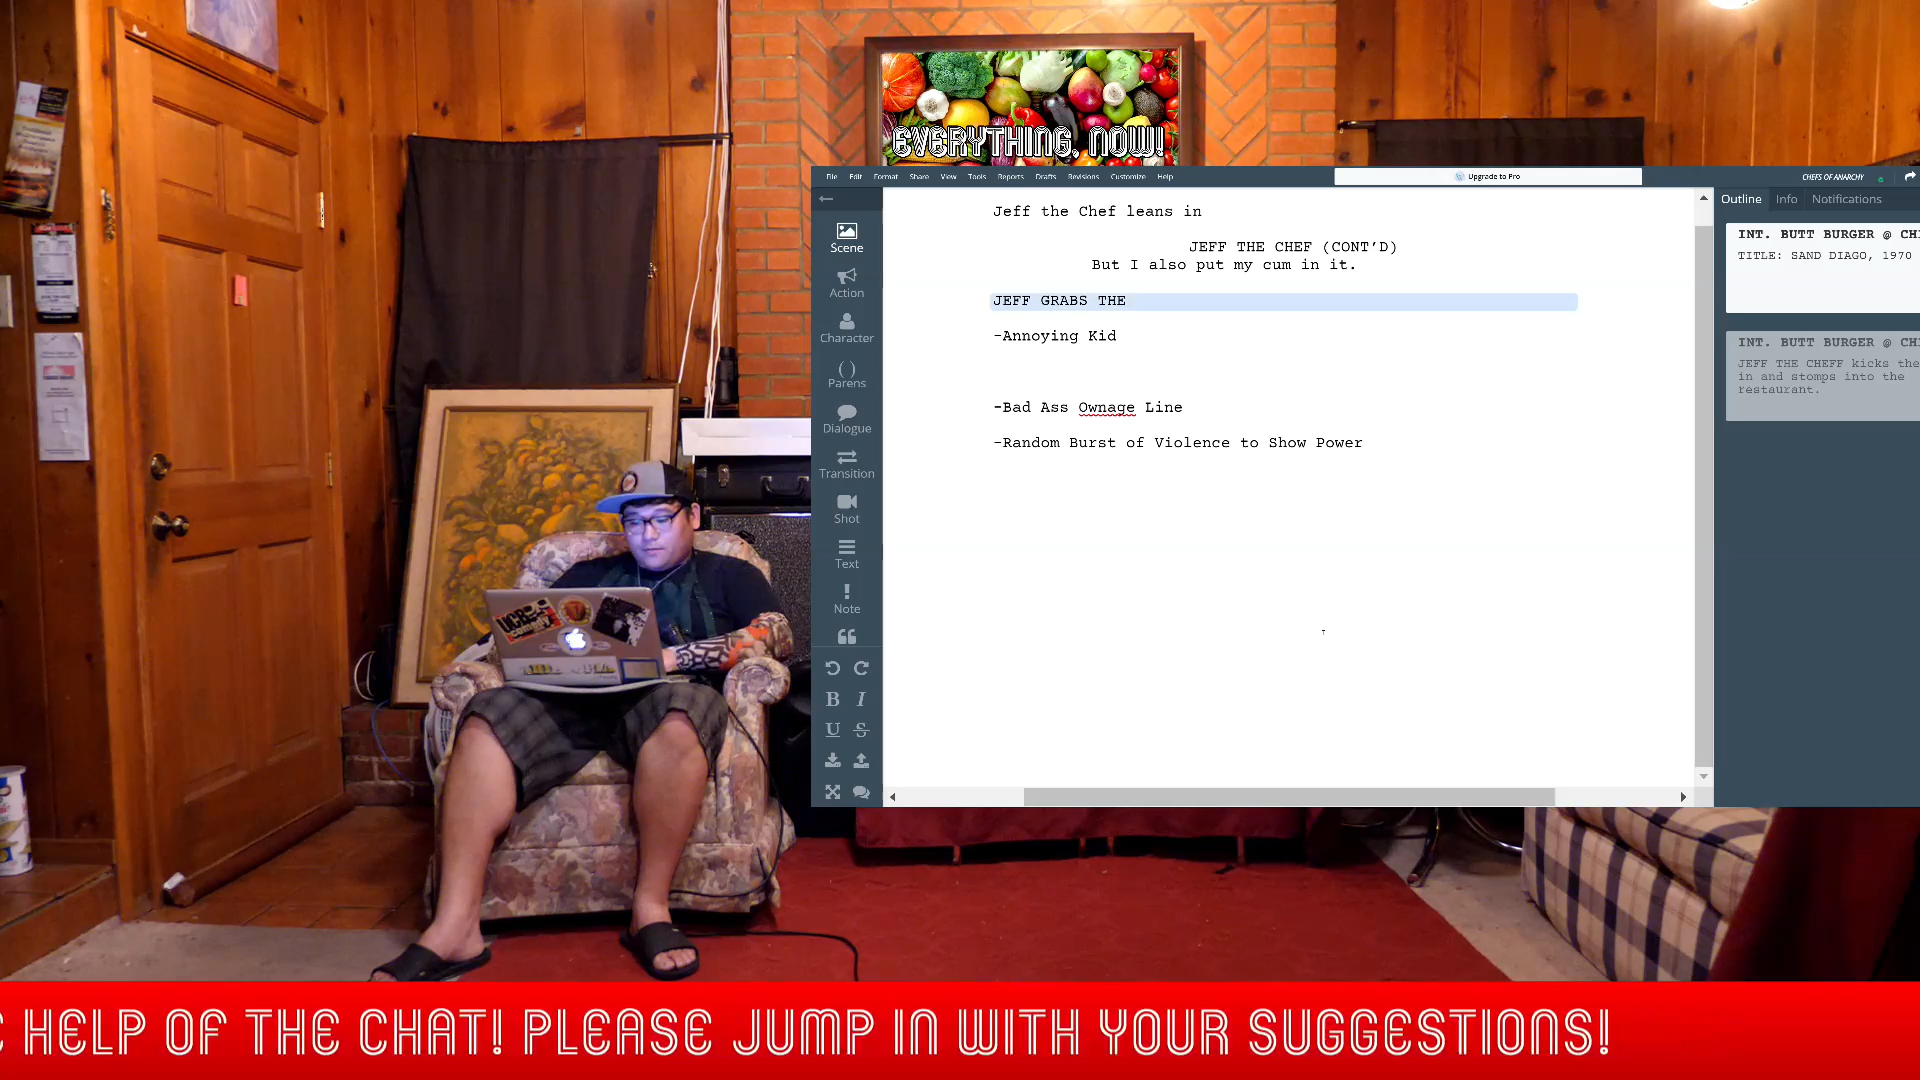 EVERYTHING, NOW!
File Edit Format Share View Tools Reports Drafts Revisions Customize Help
Upgrade to Pro
CHEFS OF ANARCHY
Scene
Action
Character
Parens
Dialogue
Transition
Shot
Text
Note
B I
U S
Jeff the Chef leans in
JEFF THE CHEF (CONT'D)
But I also put my cum in it.
JEFF GRABS THE
-Annoying Kid
-Bad Ass Ownage Line
-Random Burst of Violence to Show Power
Outline Info Notifications
INT. BUTT BURGER @ CH
TITLE: SAND DIAGO, 1970
INT. BUTT BURGER @ CH
JEFF THE CHEFF kicks the
in and stomps into the
restaurant.
UCB
comedy
HELP OF THE CHAT! PLEASE JUMP IN WITH YOUR SUGGESTIONS!